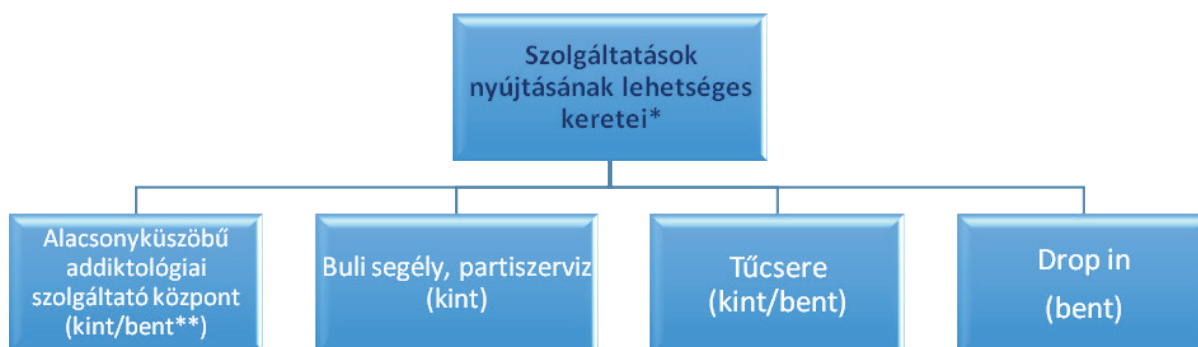 Szolgáltatások
nyújtásának lehetséges
keretei*
Alacsonyküszöbű
addiktológiai
szolgáltató központ
(kint/bent**)
Buli segély, partiszerviz
(kint)
Tűcsere
(kint/bent)
Drop in
(bent)